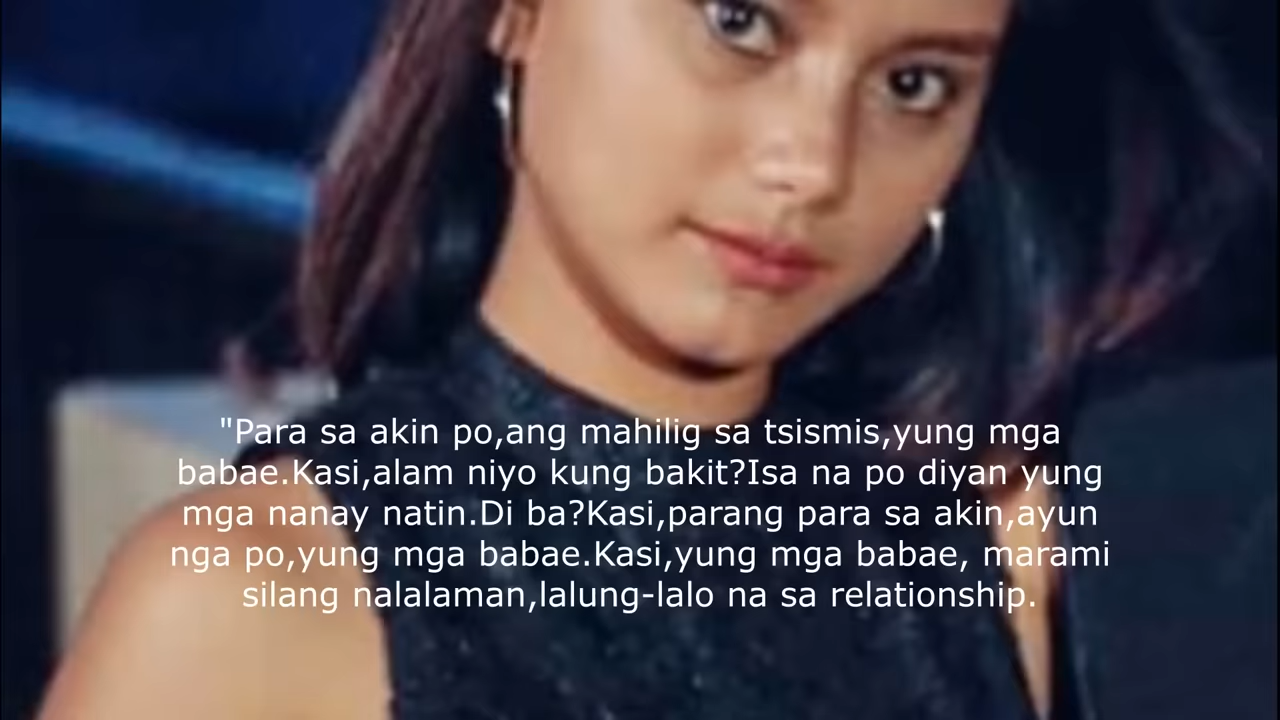 "Para sa akin po,ang mahilig sa tsismis,yung mga
babae.Kasi,alam niyo kung bakit?Isa na po diyan yung
mga nanay natin.Di ba?Kasi,parang para sa akin,ayun
nga po,yung mga babae.Kasi,yung mga babae, marami
silang nalalaman,lalung-lalo na sa relationship.